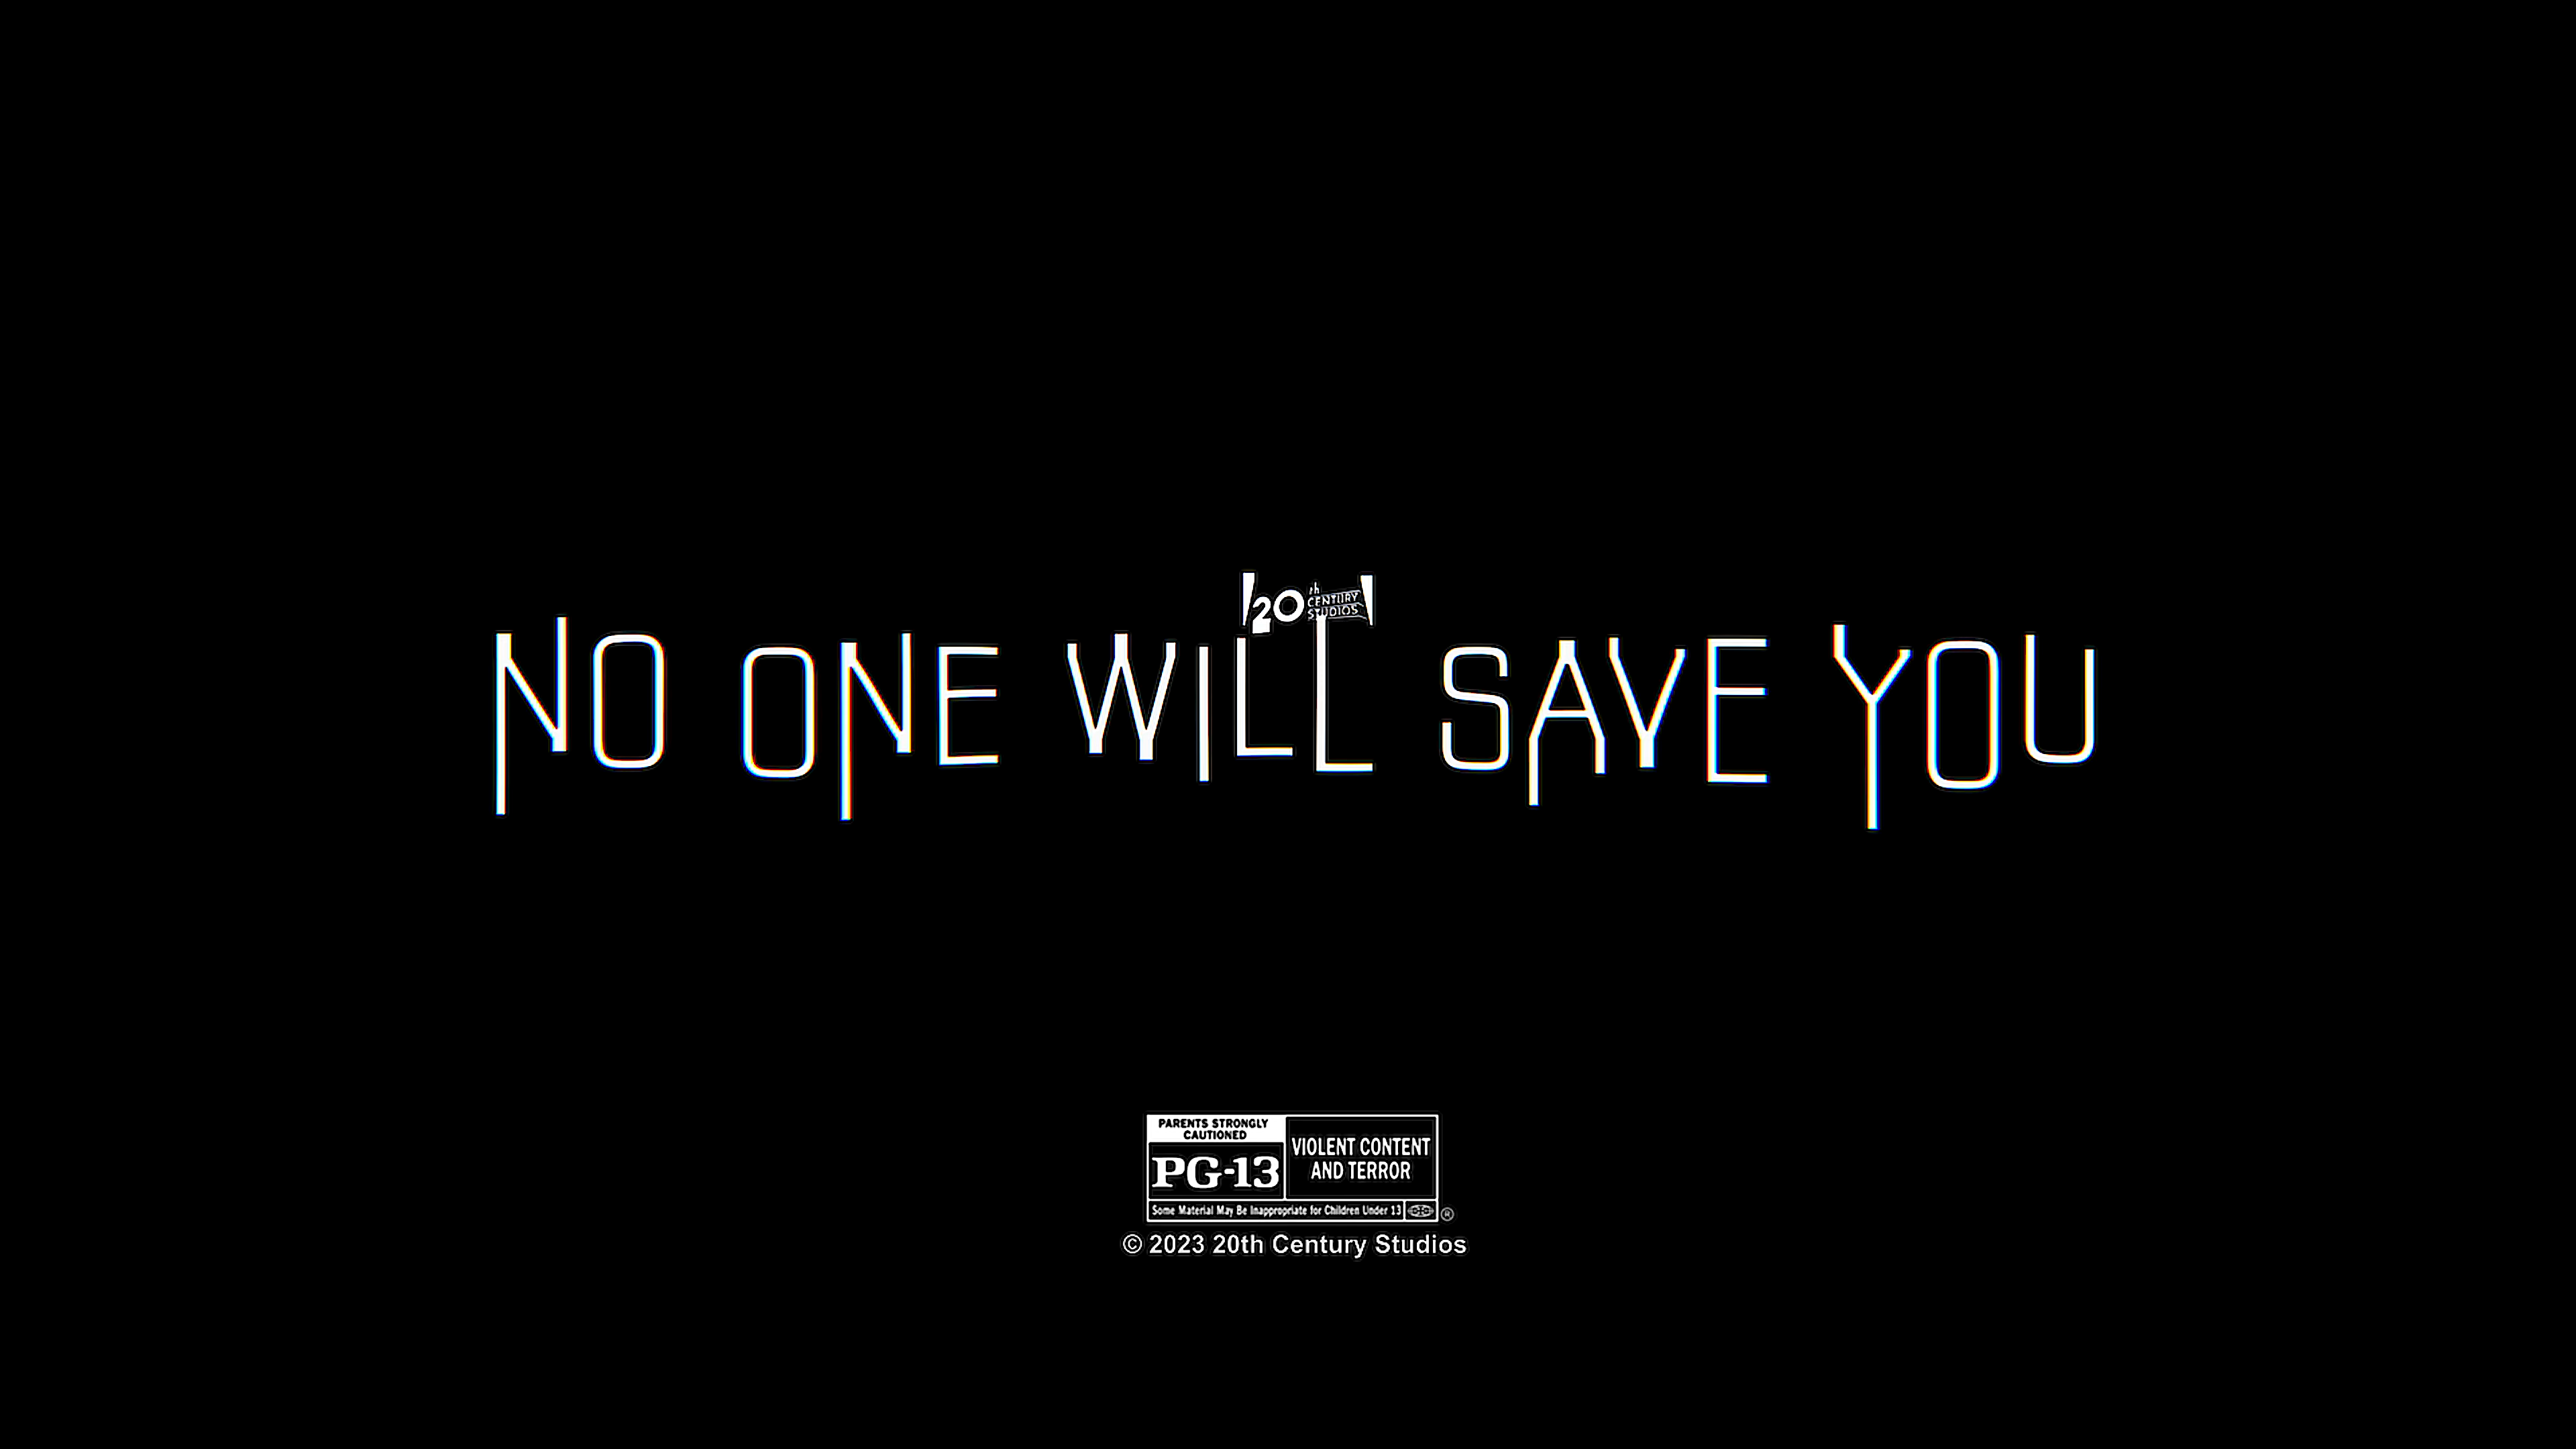 20th CENTURY STUDIOS
NO ONE WILL SAVE YOU
PARENTS STRONGLY
CAUTIONED
PG-13
VIOLENT CONTENT
AND TERROR
Some Material May Be Inappropriate for Children Under 13
®
© 2023 20th Century Studios